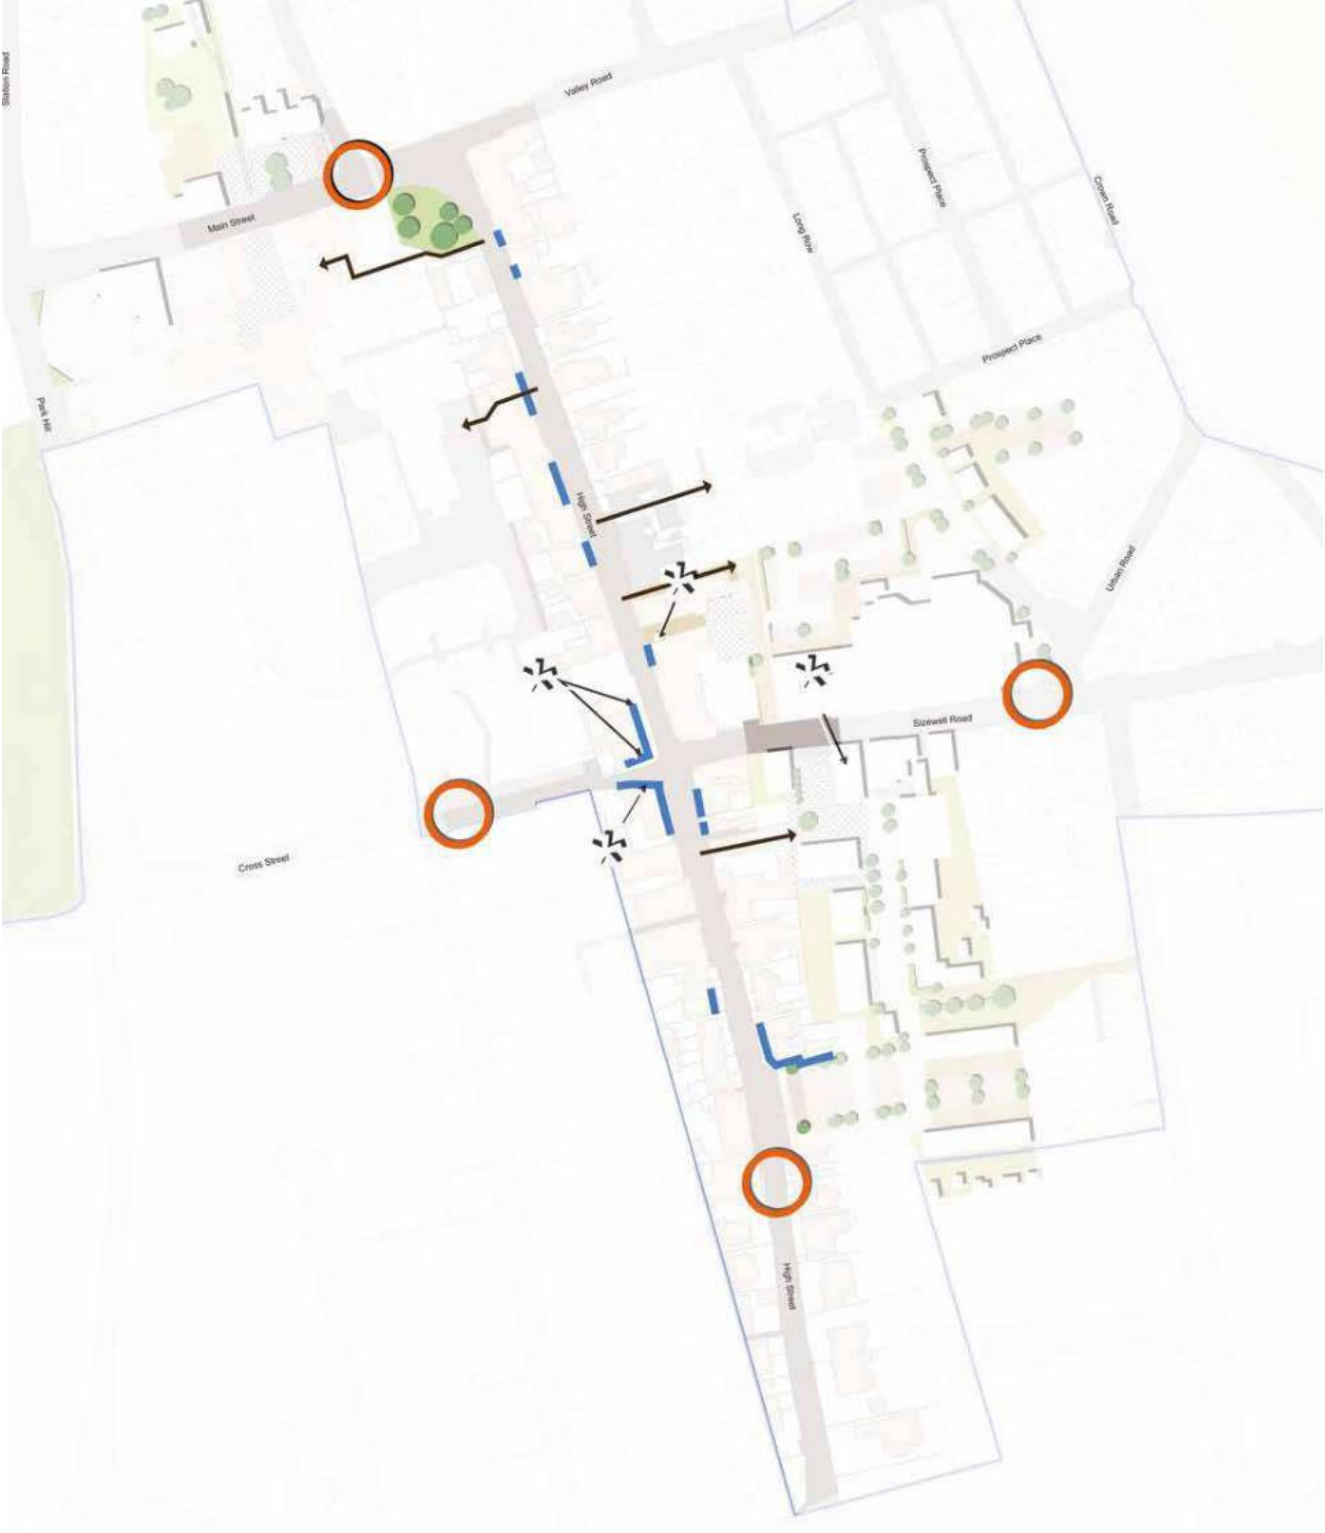 Station Road
Valley Road
Main Street
Prospect Place
Crown Road
Long Row
Prospect Place
Park Hill
High Street
Urban Road
Sizewell Road
Cross Street
High Street